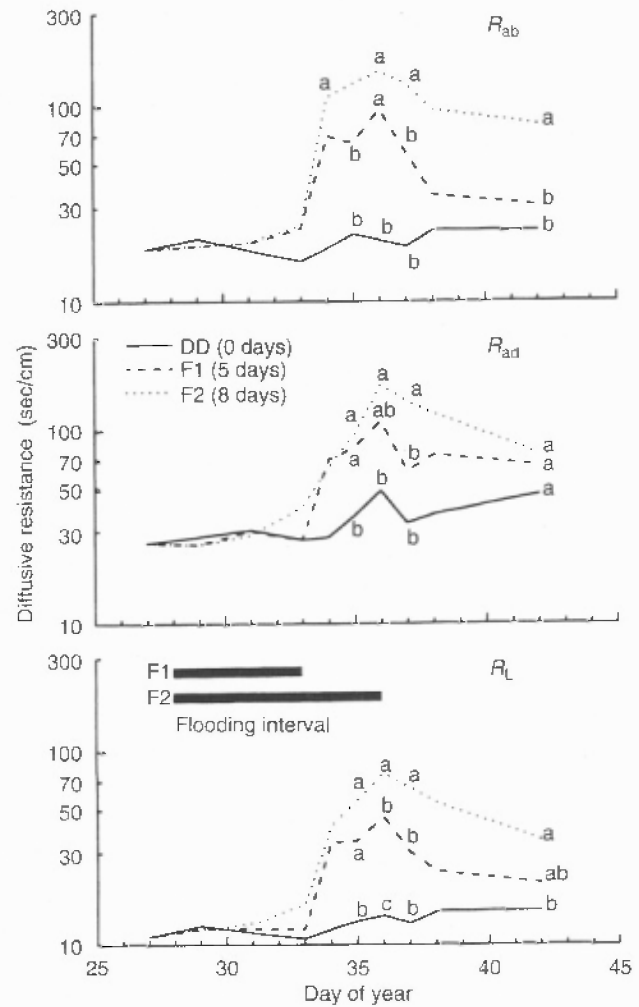 300
R_ab
a
a
a
a
100
a
70
b
b
50
30
b
b
b
b
b
10
300
DD (0 days)
R_ad
F1 (5 days)
F2 (8 days)
a
a
a
ab
100
a
a
70
b
a
50
b
a
30
b
b
10
Diffusive resistance (sec/cm)
300
F1
R_L
F2
Flooding interval
100
a
a
a
70
b
50
b
a
a
30
ab
b
c
b
b
10
25
30
35
40
45
Day of year